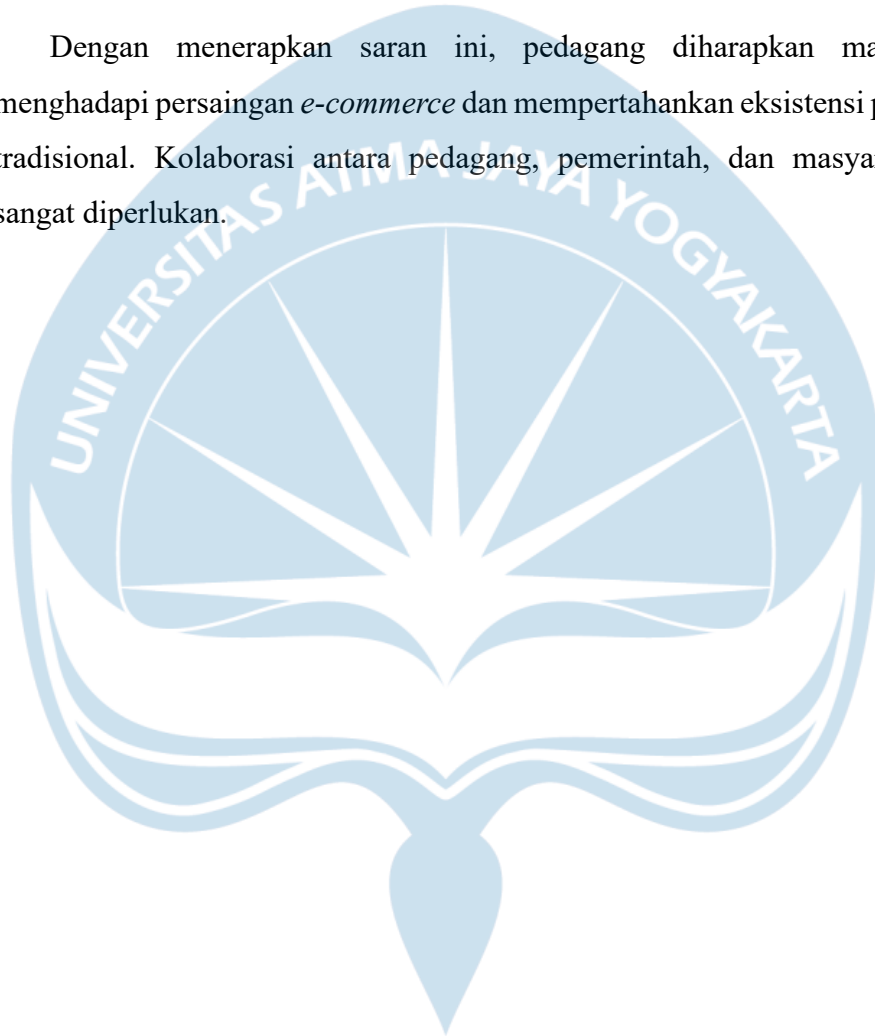 Dengan menerapkan saran ini, pedagang diharapkan ma
menghadapi persaingan e-commerce dan mempertahankan eksistensi p
tradisional. Kolaborasi antara pedagang, pemerintah, dan masya
sangat diperlukan.
UNIVERSITAS ATMA JAYA YOGYAKARTA